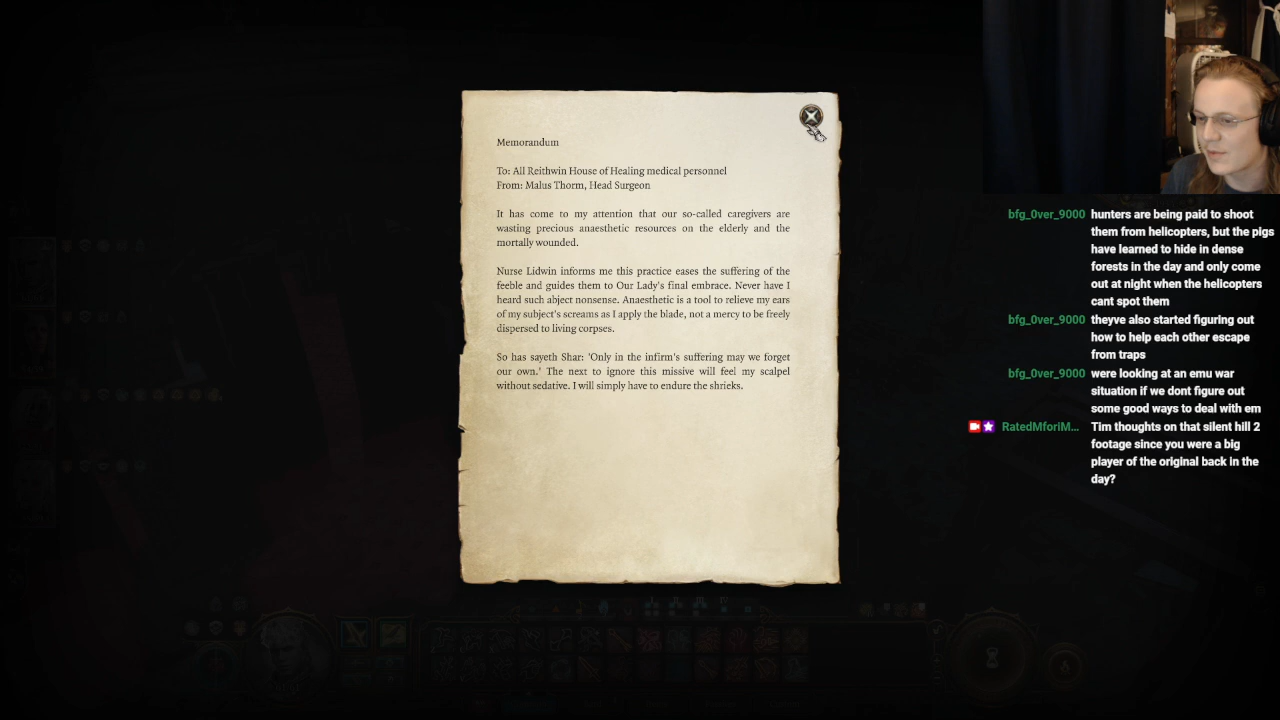 Memorandum
To: All Reithwin House of Healing medical personnel
From: Malus Thorm, Head Surgeon
It has come to my attention that our so-called caregivers are
wasting precious anaesthetic resources on the elderly and the
mortally wounded.
Nurse Lidwin informs me this practice eases the suffering of the
feeble and guides them to Our Lady's final embrace. Never have I
heard such abject nonsense. Anaesthetic is a tool to relieve my ears
of my subject's screams as I apply the blade, not a mercy to be freely
dispersed to living corpses.
So has sayeth Shar: 'Only in the infirm's suffering may we forget
our own.' The next to ignore this missive will feel my scalpel
without sedative. I will simply have to endure the shrieks.
bfg_0ver_9000 hunters are being paid to shoot
them from helicopters, but the pigs
have learned to hide in dense
forests in the day and only come
out at night when the helicopters
cant spot them
bfg_0ver_9000 theyve also started figuring out
how to help each other escape
from traps
bfg_0ver_9000 were looking at an emu war
situation if we dont figure out
some good ways to deal with em
RatedMforiM... Tim thoughts on that silent hill 2
footage since you were a big
player of the original back in the
day?